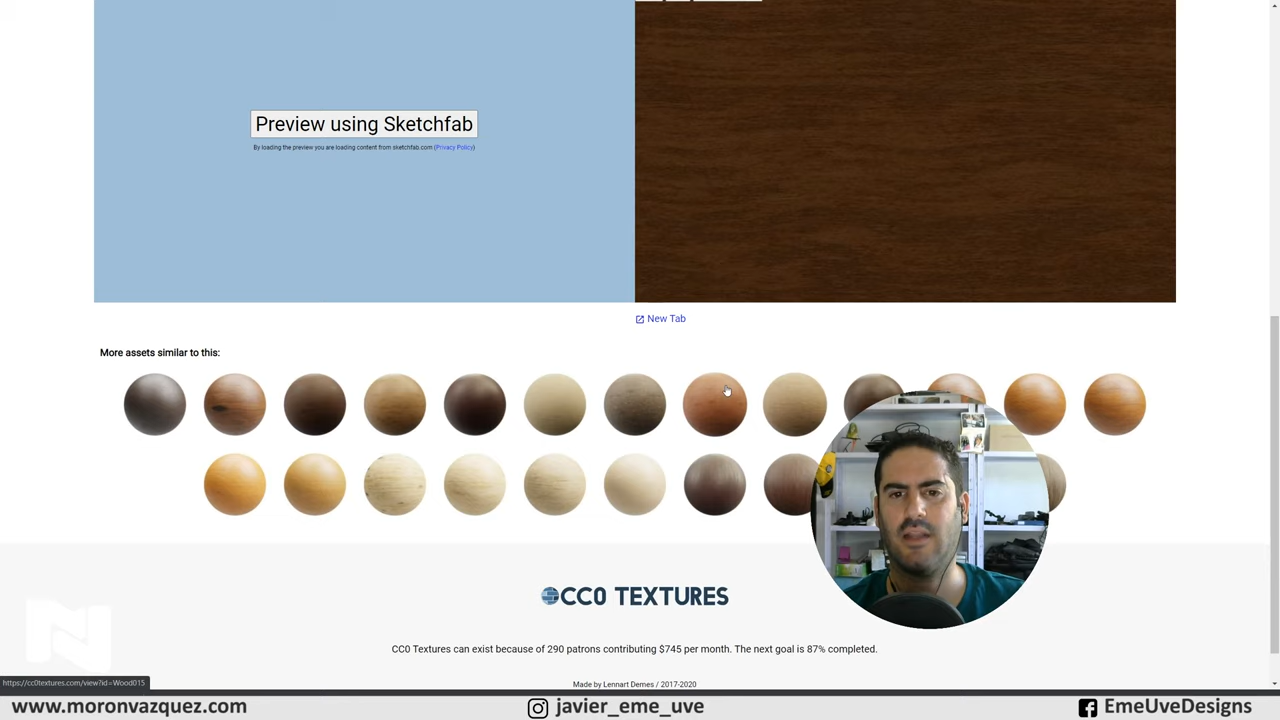 Preview using Sketchfab
By loading the preview you are loading content from sketchfab.com (Privacy Policy)
New Tab
More assets similar to this:
CC0 TEXTURES
CC0 Textures can exist because of 290 patrons contributing $745 per month. The next goal is 87% completed.
Made by Lennart Demes / 2017-2020
https://cc0textures.com/view?id=Wood015
www.moronvazquez.com
javier_eme_uve
EmeUveDesigns